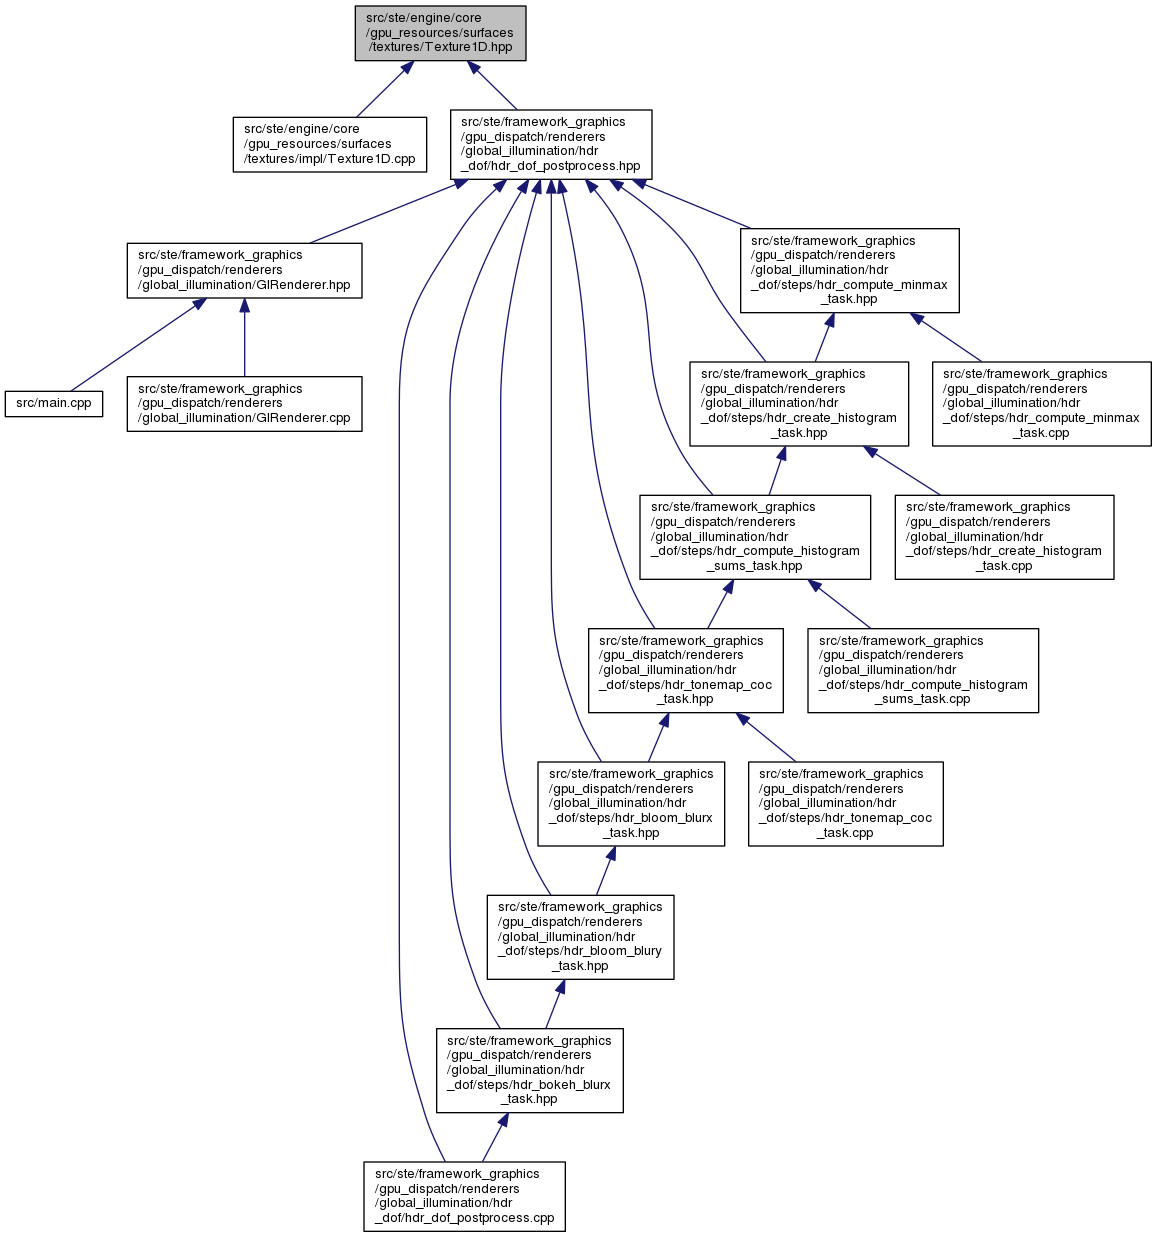 src/ste/engine/core
/gpu_resources/surfaces
/textures/Texture1D.hpp
src/ste/engine/core
/gpu_resources/surfaces
/textures/impl/Texture1D.cpp
src/ste/framework_graphics
/gpu_dispatch/renderers
/global_illumination/hdr
_dof/hdr_dof_postprocess.hpp
src/ste/framework_graphics
/gpu_dispatch/renderers
/global_illumination/GIRenderer.hpp
src/ste/framework_graphics
/gpu_dispatch/renderers
/global_illumination/hdr
_dof/steps/hdr_compute_minmax
_task.hpp
src/main.cpp
src/ste/framework_graphics
/gpu_dispatch/renderers
/global_illumination/GIRenderer.cpp
src/ste/framework_graphics
/gpu_dispatch/renderers
/global_illumination/hdr
_dof/steps/hdr_create_histogram
_task.hpp
src/ste/framework_graphics
/gpu_dispatch/renderers
/global_illumination/hdr
_dof/steps/hdr_compute_minmax
_task.cpp
src/ste/framework_graphics
/gpu_dispatch/renderers
/global_illumination/hdr
_dof/steps/hdr_compute_histogram
_sums_task.hpp
src/ste/framework_graphics
/gpu_dispatch/renderers
/global_illumination/hdr
_dof/steps/hdr_create_histogram
_task.cpp
src/ste/framework_graphics
/gpu_dispatch/renderers
/global_illumination/hdr
_dof/steps/hdr_tonemap_coc
_task.hpp
src/ste/framework_graphics
/gpu_dispatch/renderers
/global_illumination/hdr
_dof/steps/hdr_compute_histogram
_sums_task.cpp
src/ste/framework_graphics
/gpu_dispatch/renderers
/global_illumination/hdr
_dof/steps/hdr_bloom_blurx
_task.hpp
src/ste/framework_graphics
/gpu_dispatch/renderers
/global_illumination/hdr
_dof/steps/hdr_tonemap_coc
_task.cpp
src/ste/framework_graphics
/gpu_dispatch/renderers
/global_illumination/hdr
_dof/steps/hdr_bloom_blury
_task.hpp
src/ste/framework_graphics
/gpu_dispatch/renderers
/global_illumination/hdr
_dof/steps/hdr_bokeh_blurx
_task.hpp
src/ste/framework_graphics
/gpu_dispatch/renderers
/global_illumination/hdr
_dof/hdr_dof_postprocess.cpp